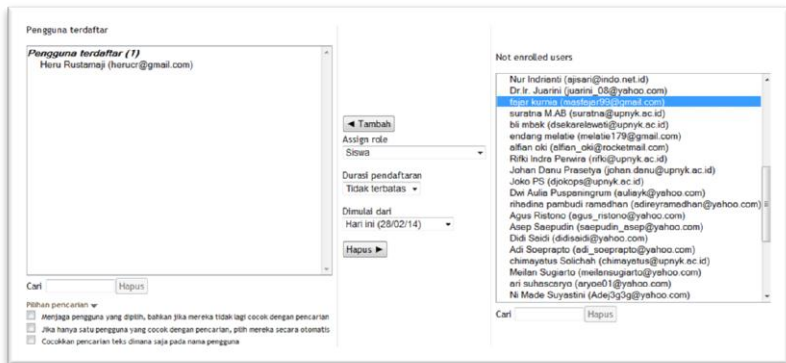 Pengguna terdaftar
Pengguna terdaftar (1)
Heru Rustamaji (herucr@gmail.com)
Cari
Hapus
Pilihan pencarian
Menjaga pengguna yang dipilih, bahkan jika mereka tidak lagi cocok dengan pencarian
Jika hanya satu pengguna yang cocok dengan pencarian, pilih mereka secara otomatis
Cocokkan pencarian teks dimana saja pada nama pengguna
◄ Tambah
Assign role
Siswa
Durasi pendaftaran
Tidak terbatas
Dimulai dari
Hari ini (28/02/14)
Hapus ►
Not enrolled users
Nur Indrianti (ajisari@indo.net.id)
Dr.Ir. Juarini (juarini_08@yahoo.com)
fajar kurnia (masfajar99@gmail.com)
suratna M.AB (suratna@upnyk.ac.id)
bli mbek (dsekarelawati@upnyk.ac.id)
endang melatie (melatie179@gmail.com)
alfian oki (alfian_oki@rocketmail.com)
Rifki Indra Perwira (rifki@upnyk.ac.id)
Johan Danu Prasetya (johan.danu@upnyk.ac.id)
Joko PS (djokops@upnyk.ac.id)
Dwi Aulia Puspaningrum (auliayk@yahoo.com)
rihadina pambudi ramadhan (adireyramadhan@yahoo.com)
Agus Ristono (agus_ristono@yahoo.com)
Asep Saepudin (saepudin_asep@yahoo.com)
Didi Saidi (didisaidi@yahoo.com)
Adi Soeprapto (adi_soeprapto@yahoo.com)
chimayatus Solichah (chimayatus@upnyk.ac.id)
Meilan Sugiarto (meilansugiarto@yahoo.com)
ari suhascaryo (aryoe01@yahoo.com)
Ni Made Suyastini (Adej3g3g@yahoo.com)
Cari
Hapus